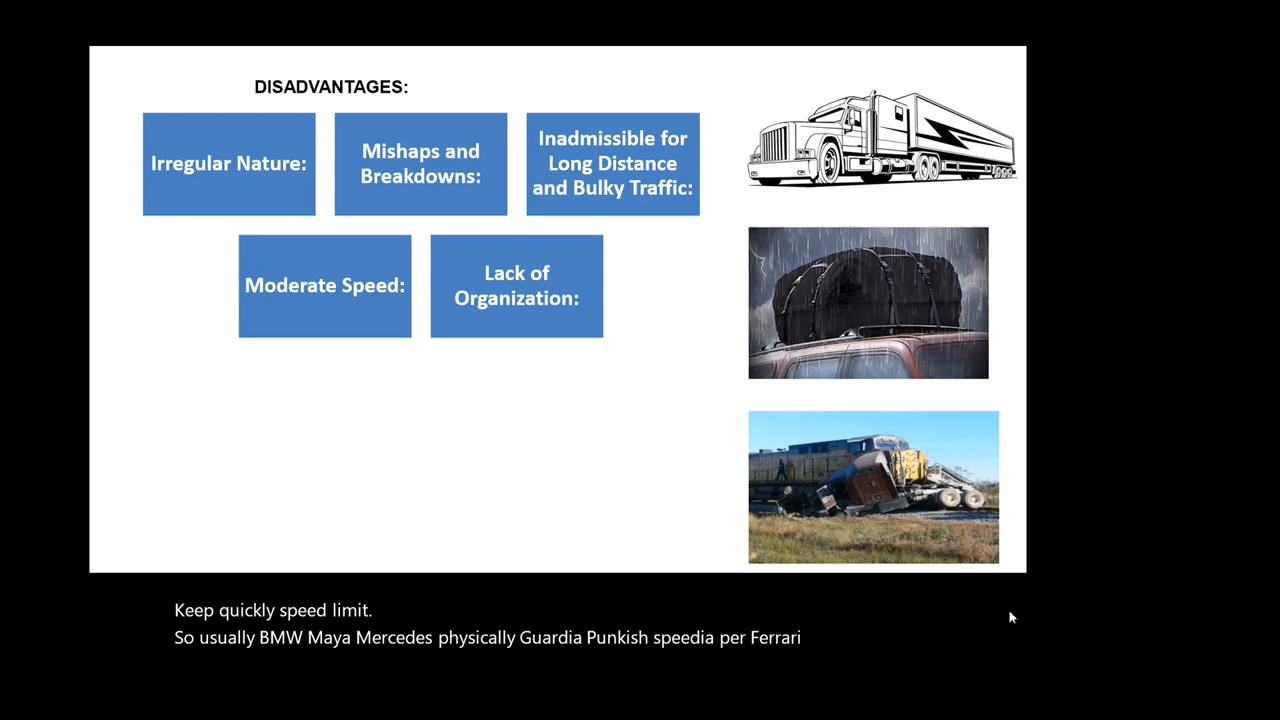 DISADVANTAGES:
Irregular Nature:
Mishaps and
Breakdowns:
Inadmissible for
Long Distance
and Bulky Traffic:
Moderate Speed:
Lack of
Organization:
Keep quickly speed limit.
So usually BMW Maya Mercedes physically Guardia Punkish speedia per Ferrari